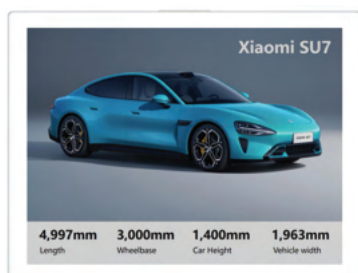 Xiaomi SU7
4,997mm 3,000mm 1,400mm 1,963mm
Length Wheelbase Car Height Vehicle width